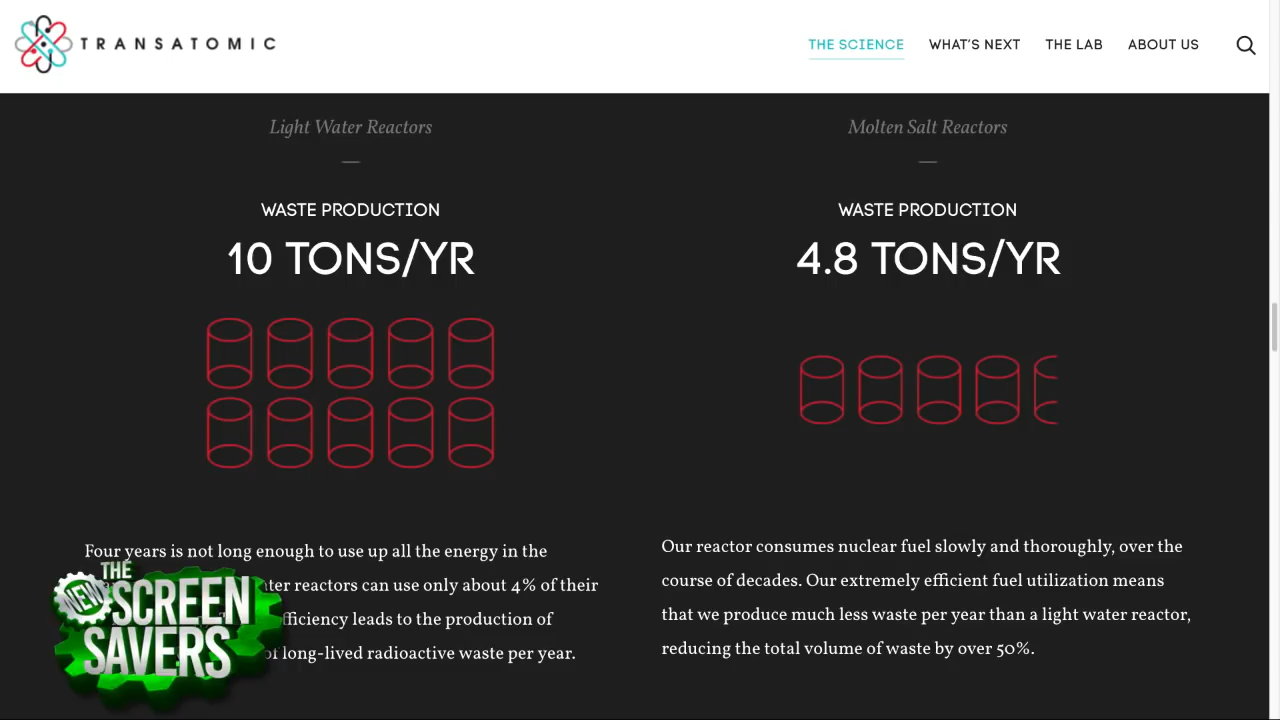 TRANSATOMIC
THE SCIENCE WHAT'S NEXT THE LAB ABOUT US
Light Water Reactors
WASTE PRODUCTION
10 TONS/YR
Four years is not long enough to use up all the energy in the
ter reactors can use only about 4% of their
fficiency leads to the production of
of long-lived radioactive waste per year.
Molten Salt Reactors
WASTE PRODUCTION
4.8 TONS/YR
Our reactor consumes nuclear fuel slowly and thoroughly, over the
course of decades. Our extremely efficient fuel utilization means
that we produce much less waste per year than a light water reactor,
reducing the total volume of waste by over 50%.
THE
NEW SCREEN
SAVERS